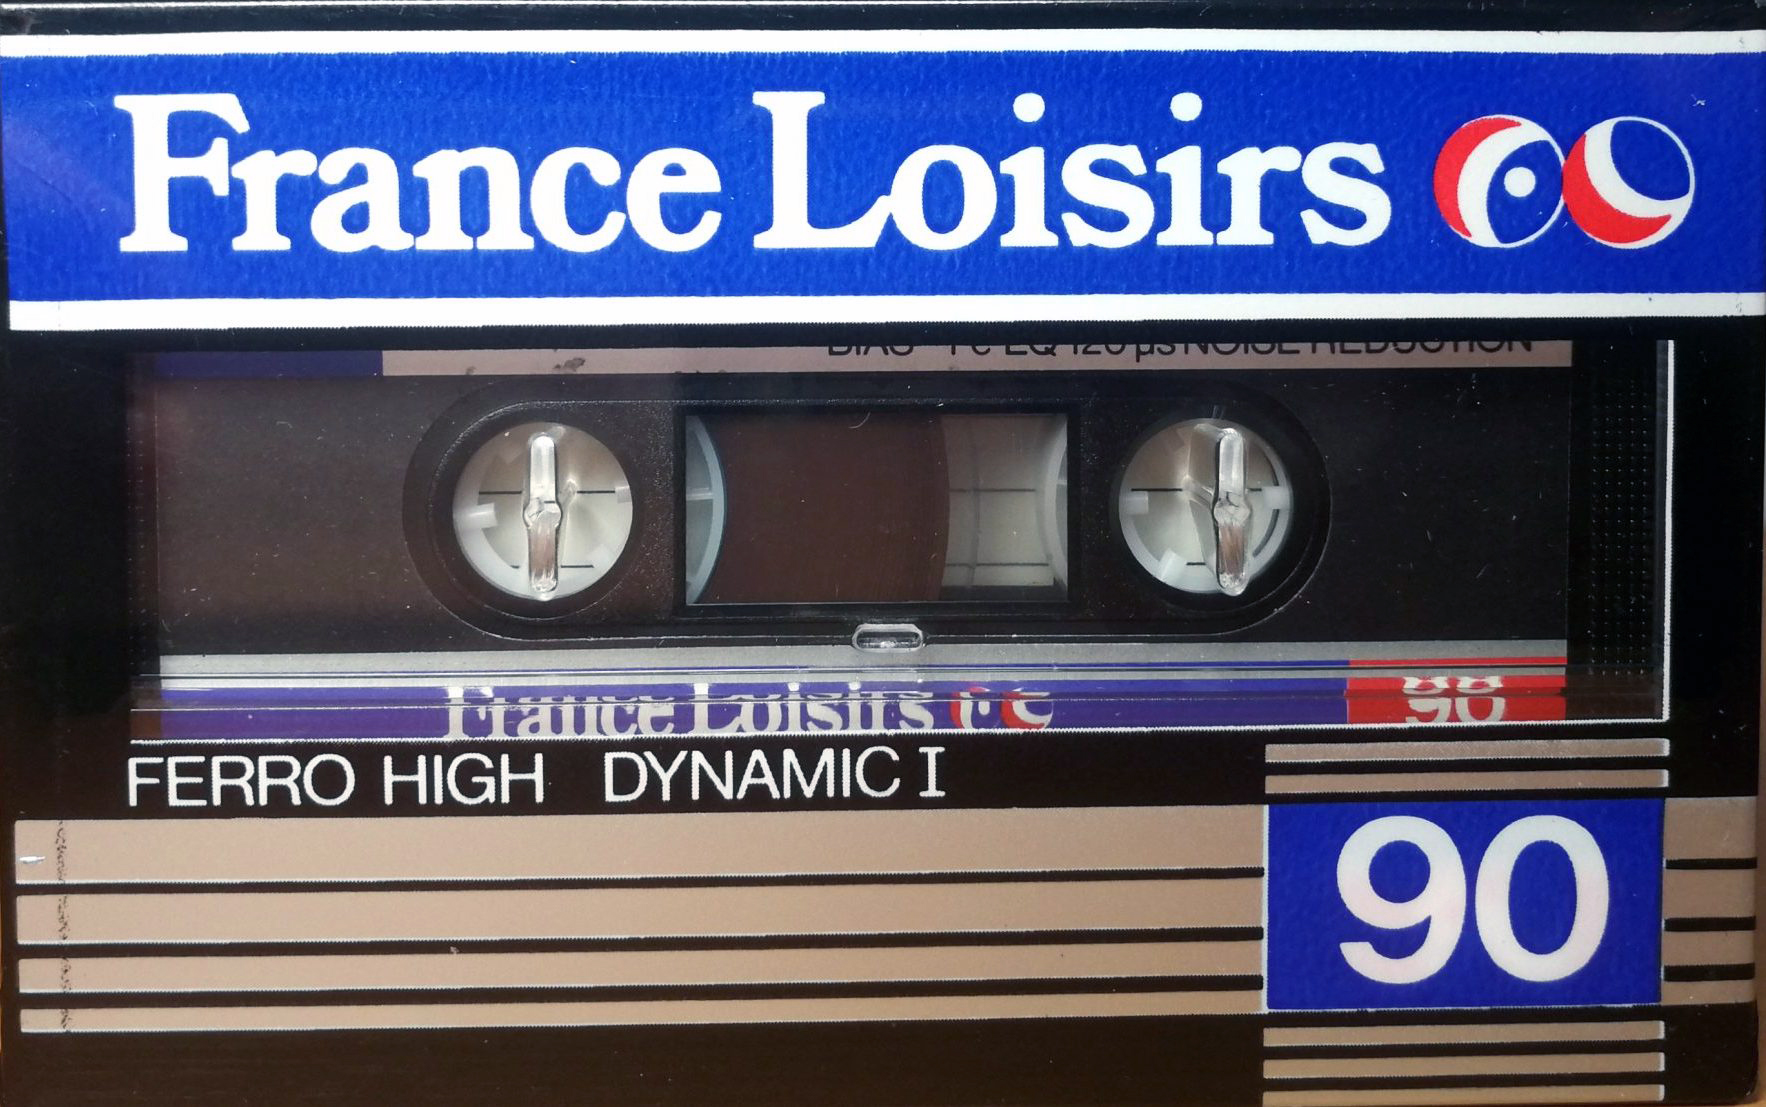 France Loisirs
BIAS Fe EQ 120 µs NOISE REDUCTION
France Loisirs 90
FERRO HIGH DYNAMIC I
90